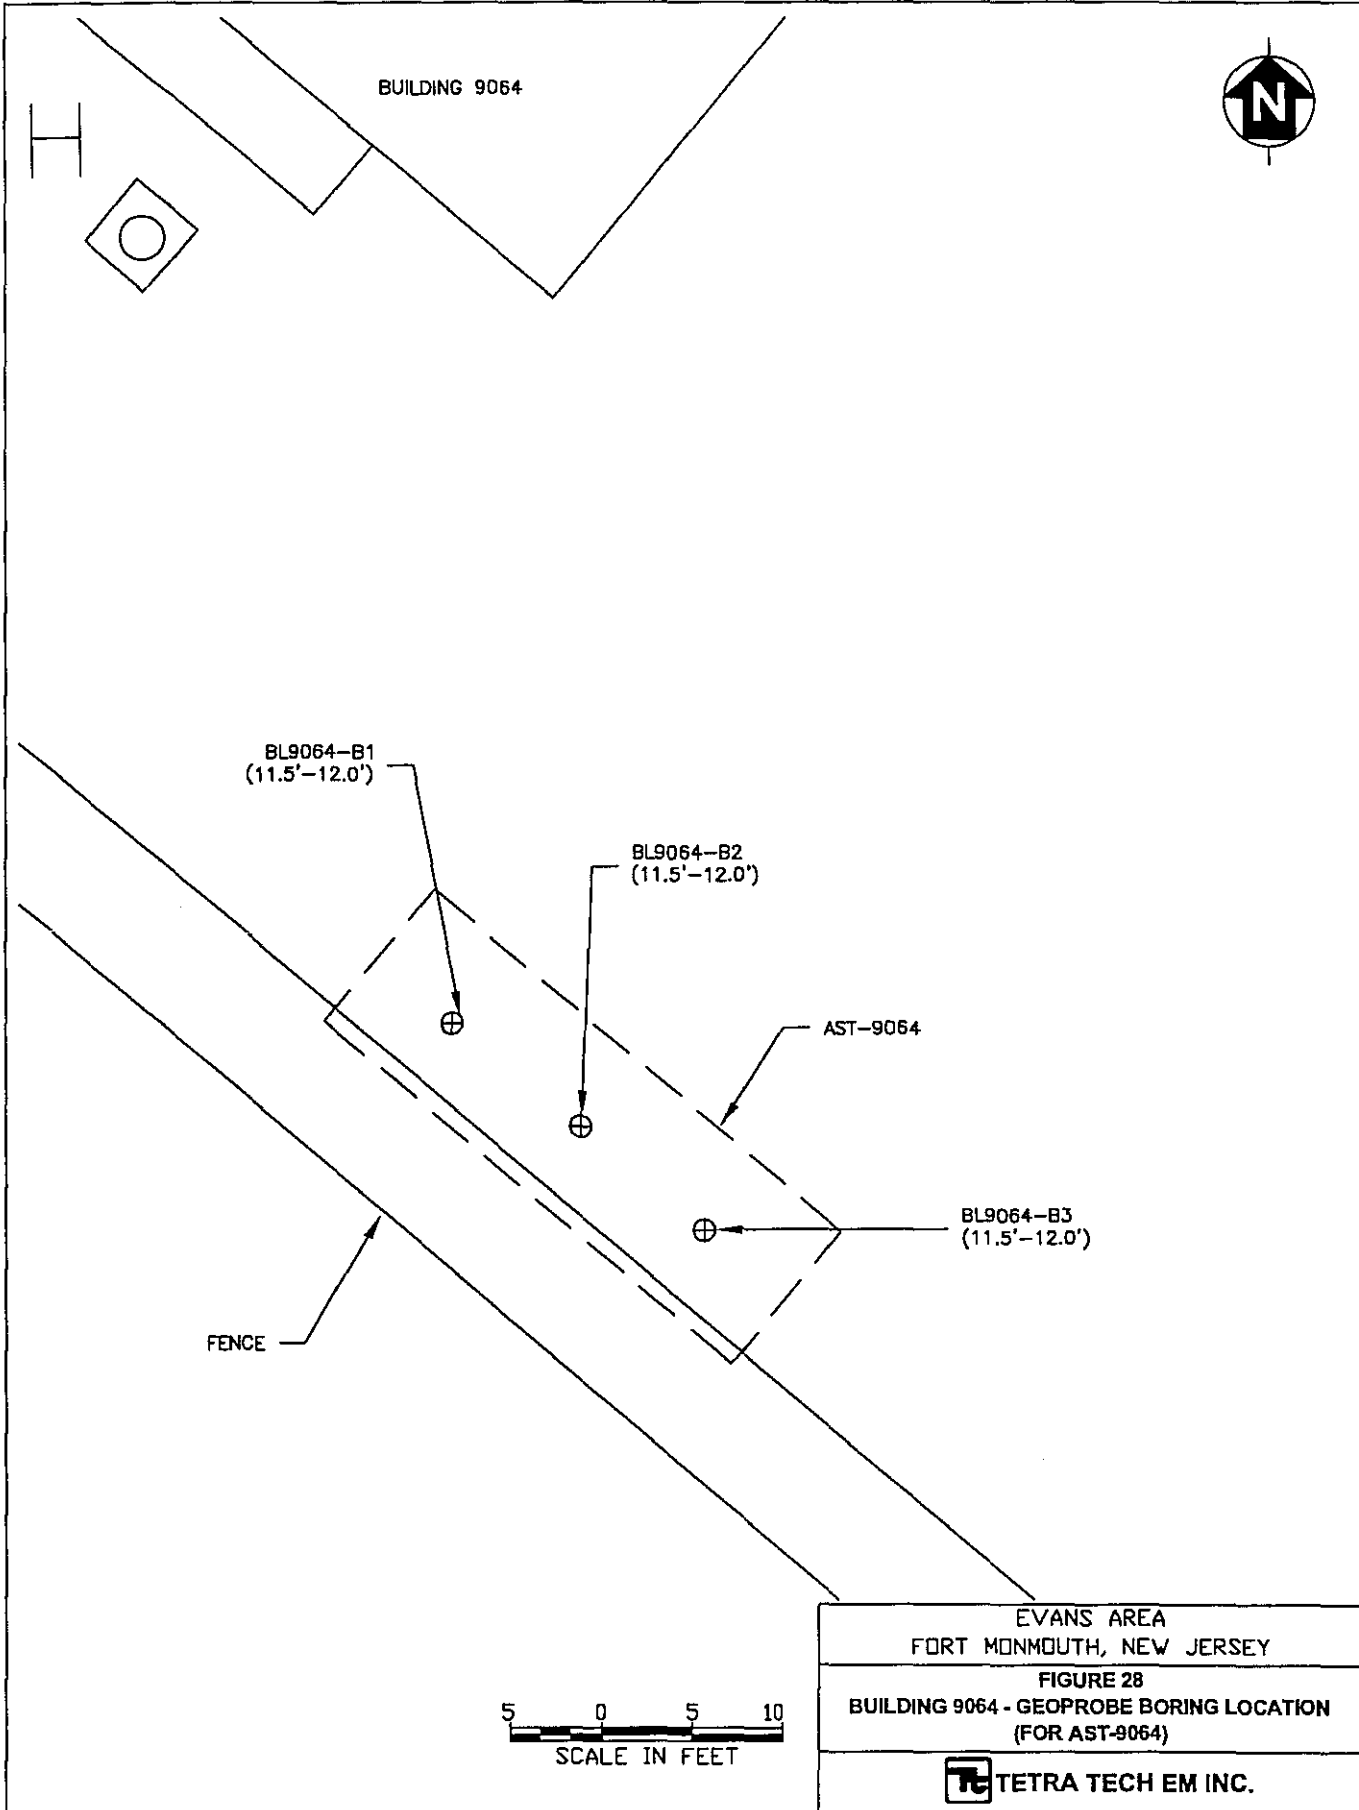 BUILDING 9064
N
BL9064-B1
(11.5'-12.0')
BL9064-B2
(11.5'-12.0')
AST-9064
BL9064-B3
(11.5'-12.0')
FENCE
EVANS AREA
FORT MONMOUTH, NEW JERSEY
FIGURE 28
BUILDING 9064 - GEOPROBE BORING LOCATION
(FOR AST-9064)
5 0 5 10
SCALE IN FEET
Tt TETRA TECH EM INC.